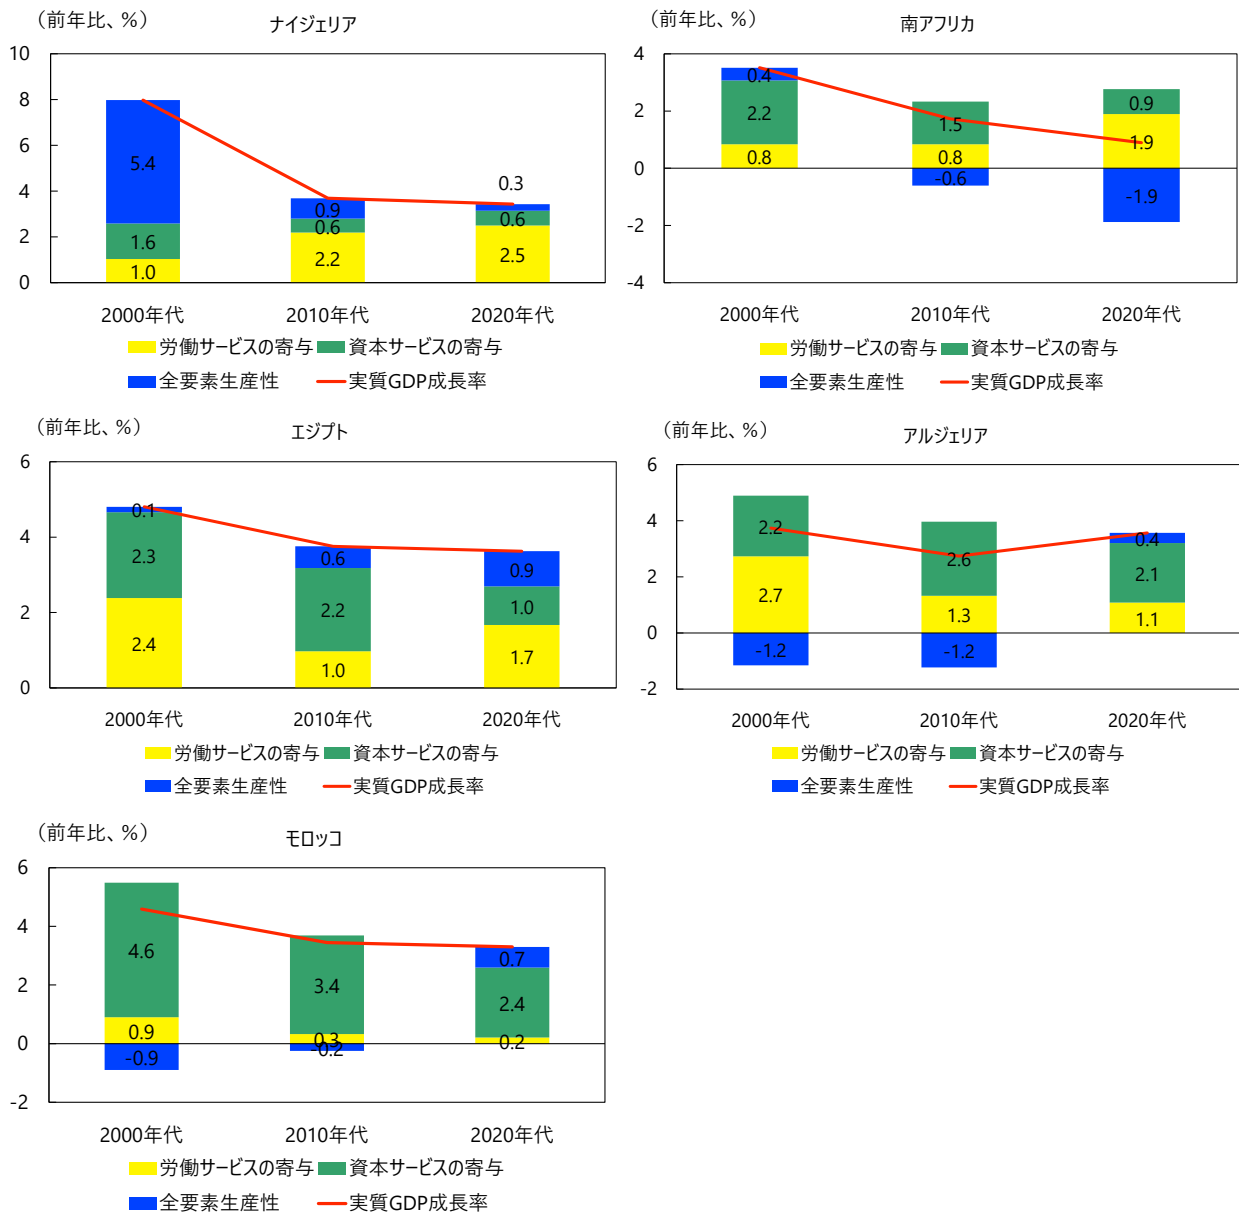 （前年比、%）
ナイジェリア
10
8
6
4
2
0
5.4
1.6
1.0
0.9
0.6
2.2
0.3
0.6
2.5
2000年代
2010年代
2020年代
労働サービスの寄与
資本サービスの寄与
全要素生産性
実質GDP成長率
（前年比、%）
南アフリカ
4
2
0
-2
-4
0.4
2.2
0.8
1.5
0.8
-0.6
0.9
1.9
-1.9
2000年代
2010年代
2020年代
労働サービスの寄与
資本サービスの寄与
全要素生産性
実質GDP成長率
（前年比、%）
エジプト
6
4
2
0
0.1
2.3
2.4
0.6
2.2
1.0
0.9
1.0
1.7
2000年代
2010年代
2020年代
労働サービスの寄与
資本サービスの寄与
全要素生産性
実質GDP成長率
（前年比、%）
アルジェリア
6
4
2
0
-2
2.2
2.7
-1.2
2.6
1.3
-1.2
0.4
2.1
1.1
2000年代
2010年代
2020年代
労働サービスの寄与
資本サービスの寄与
全要素生産性
実質GDP成長率
（前年比、%）
モロッコ
6
4
2
0
-2
4.6
0.9
-0.9
3.4
0.3
-0.2
0.7
2.4
0.2
2000年代
2010年代
2020年代
労働サービスの寄与
資本サービスの寄与
全要素生産性
実質GDP成長率